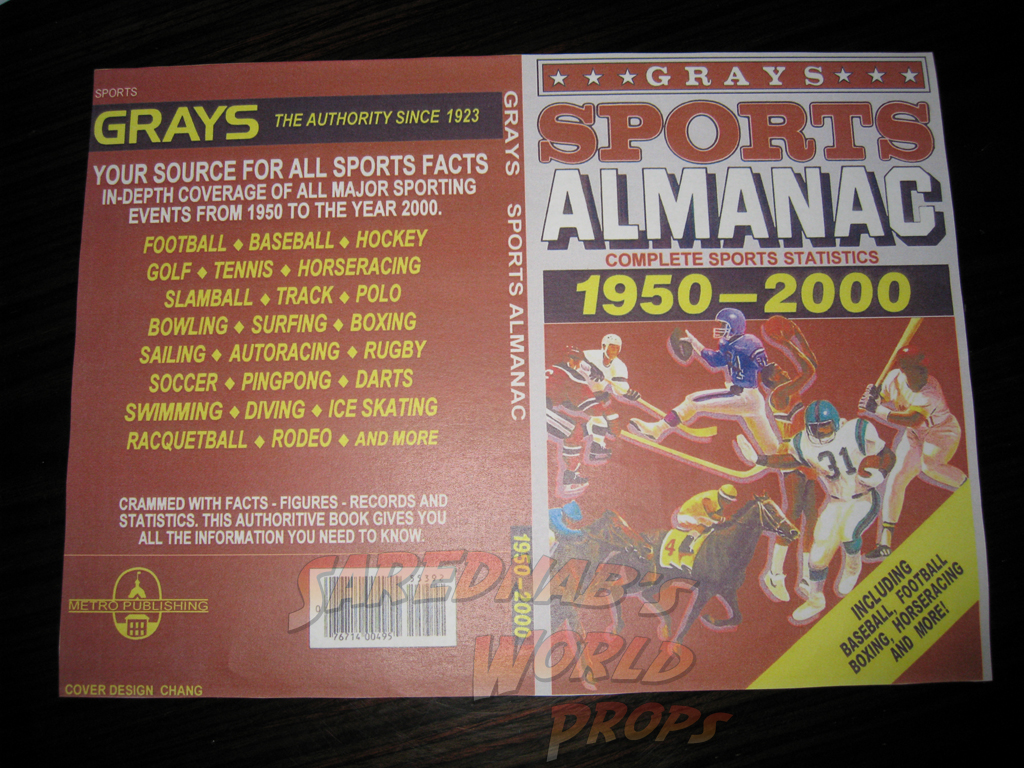 SPORTS
GRAYS THE AUTHORITY SINCE 1923
YOUR SOURCE FOR ALL SPORTS FACTS
IN-DEPTH COVERAGE OF ALL MAJOR SPORTING
EVENTS FROM 1950 TO THE YEAR 2000.
FOOTBALL ♦ BASEBALL ♦ HOCKEY
GOLF ♦ TENNIS ♦ HORSERACING
SLAMBALL ♦ TRACK ♦ POLO
BOWLING ♦ SURFING ♦ BOXING
SAILING ♦ AUTORACING ♦ RUGBY
SOCCER ♦ PINGPONG ♦ DARTS
SWIMMING ♦ DIVING ♦ ICE SKATING
RACQUETBALL ♦ RODEO ♦ AND MORE
CRAMMED WITH FACTS - FIGURES - RECORDS AND
STATISTICS. THIS AUTHORITIVE BOOK GIVES YOU
ALL THE INFORMATION YOU NEED TO KNOW.
METRO PUBLISHING
76714 00495
COVER DESIGN CHANG
GRAYS SPORTS ALMANAC 1950-2000
★ ★ ★ GRAYS ★ ★ ★
SPORTS
ALMANAC
COMPLETE SPORTS STATISTICS
1950-2000
31
4
INCLUDING
BASEBALL, FOOTBALL
BOXING, HORSERACING
AND MORE!
SAREDNAB'S
WORLD
PROPS